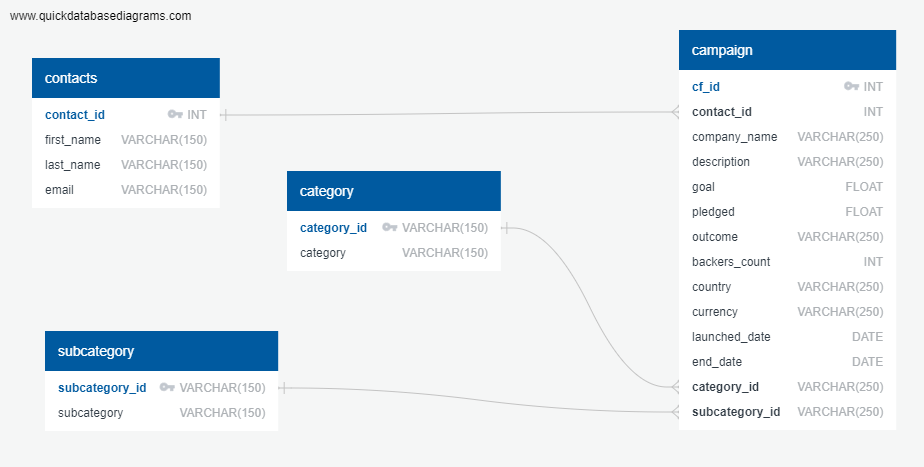 www.quickdatabasediagrams.com
contacts
contact_id INT
first_name VARCHAR(150)
last_name VARCHAR(150)
email VARCHAR(150)
category
category_id VARCHAR(150)
category VARCHAR(150)
subcategory
subcategory_id VARCHAR(150)
subcategory VARCHAR(150)
campaign
cf_id INT
contact_id INT
company_name VARCHAR(250)
description VARCHAR(250)
goal FLOAT
pledged FLOAT
outcome VARCHAR(250)
backers_count INT
country VARCHAR(250)
currency VARCHAR(250)
launched_date DATE
end_date DATE
category_id VARCHAR(250)
subcategory_id VARCHAR(250)